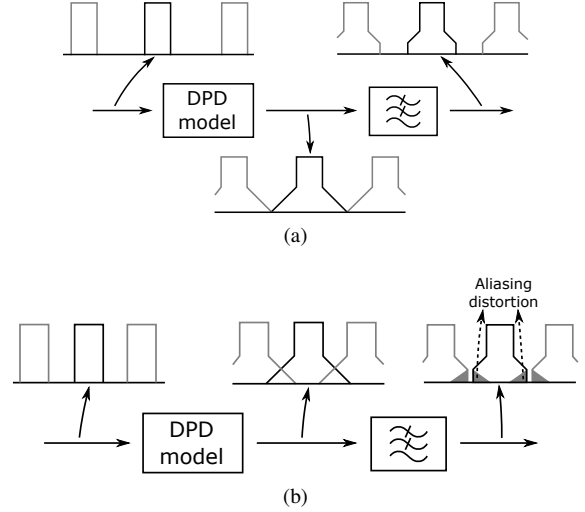 DPD
model
(a)
Aliasing
distortion
DPD
model
(b)